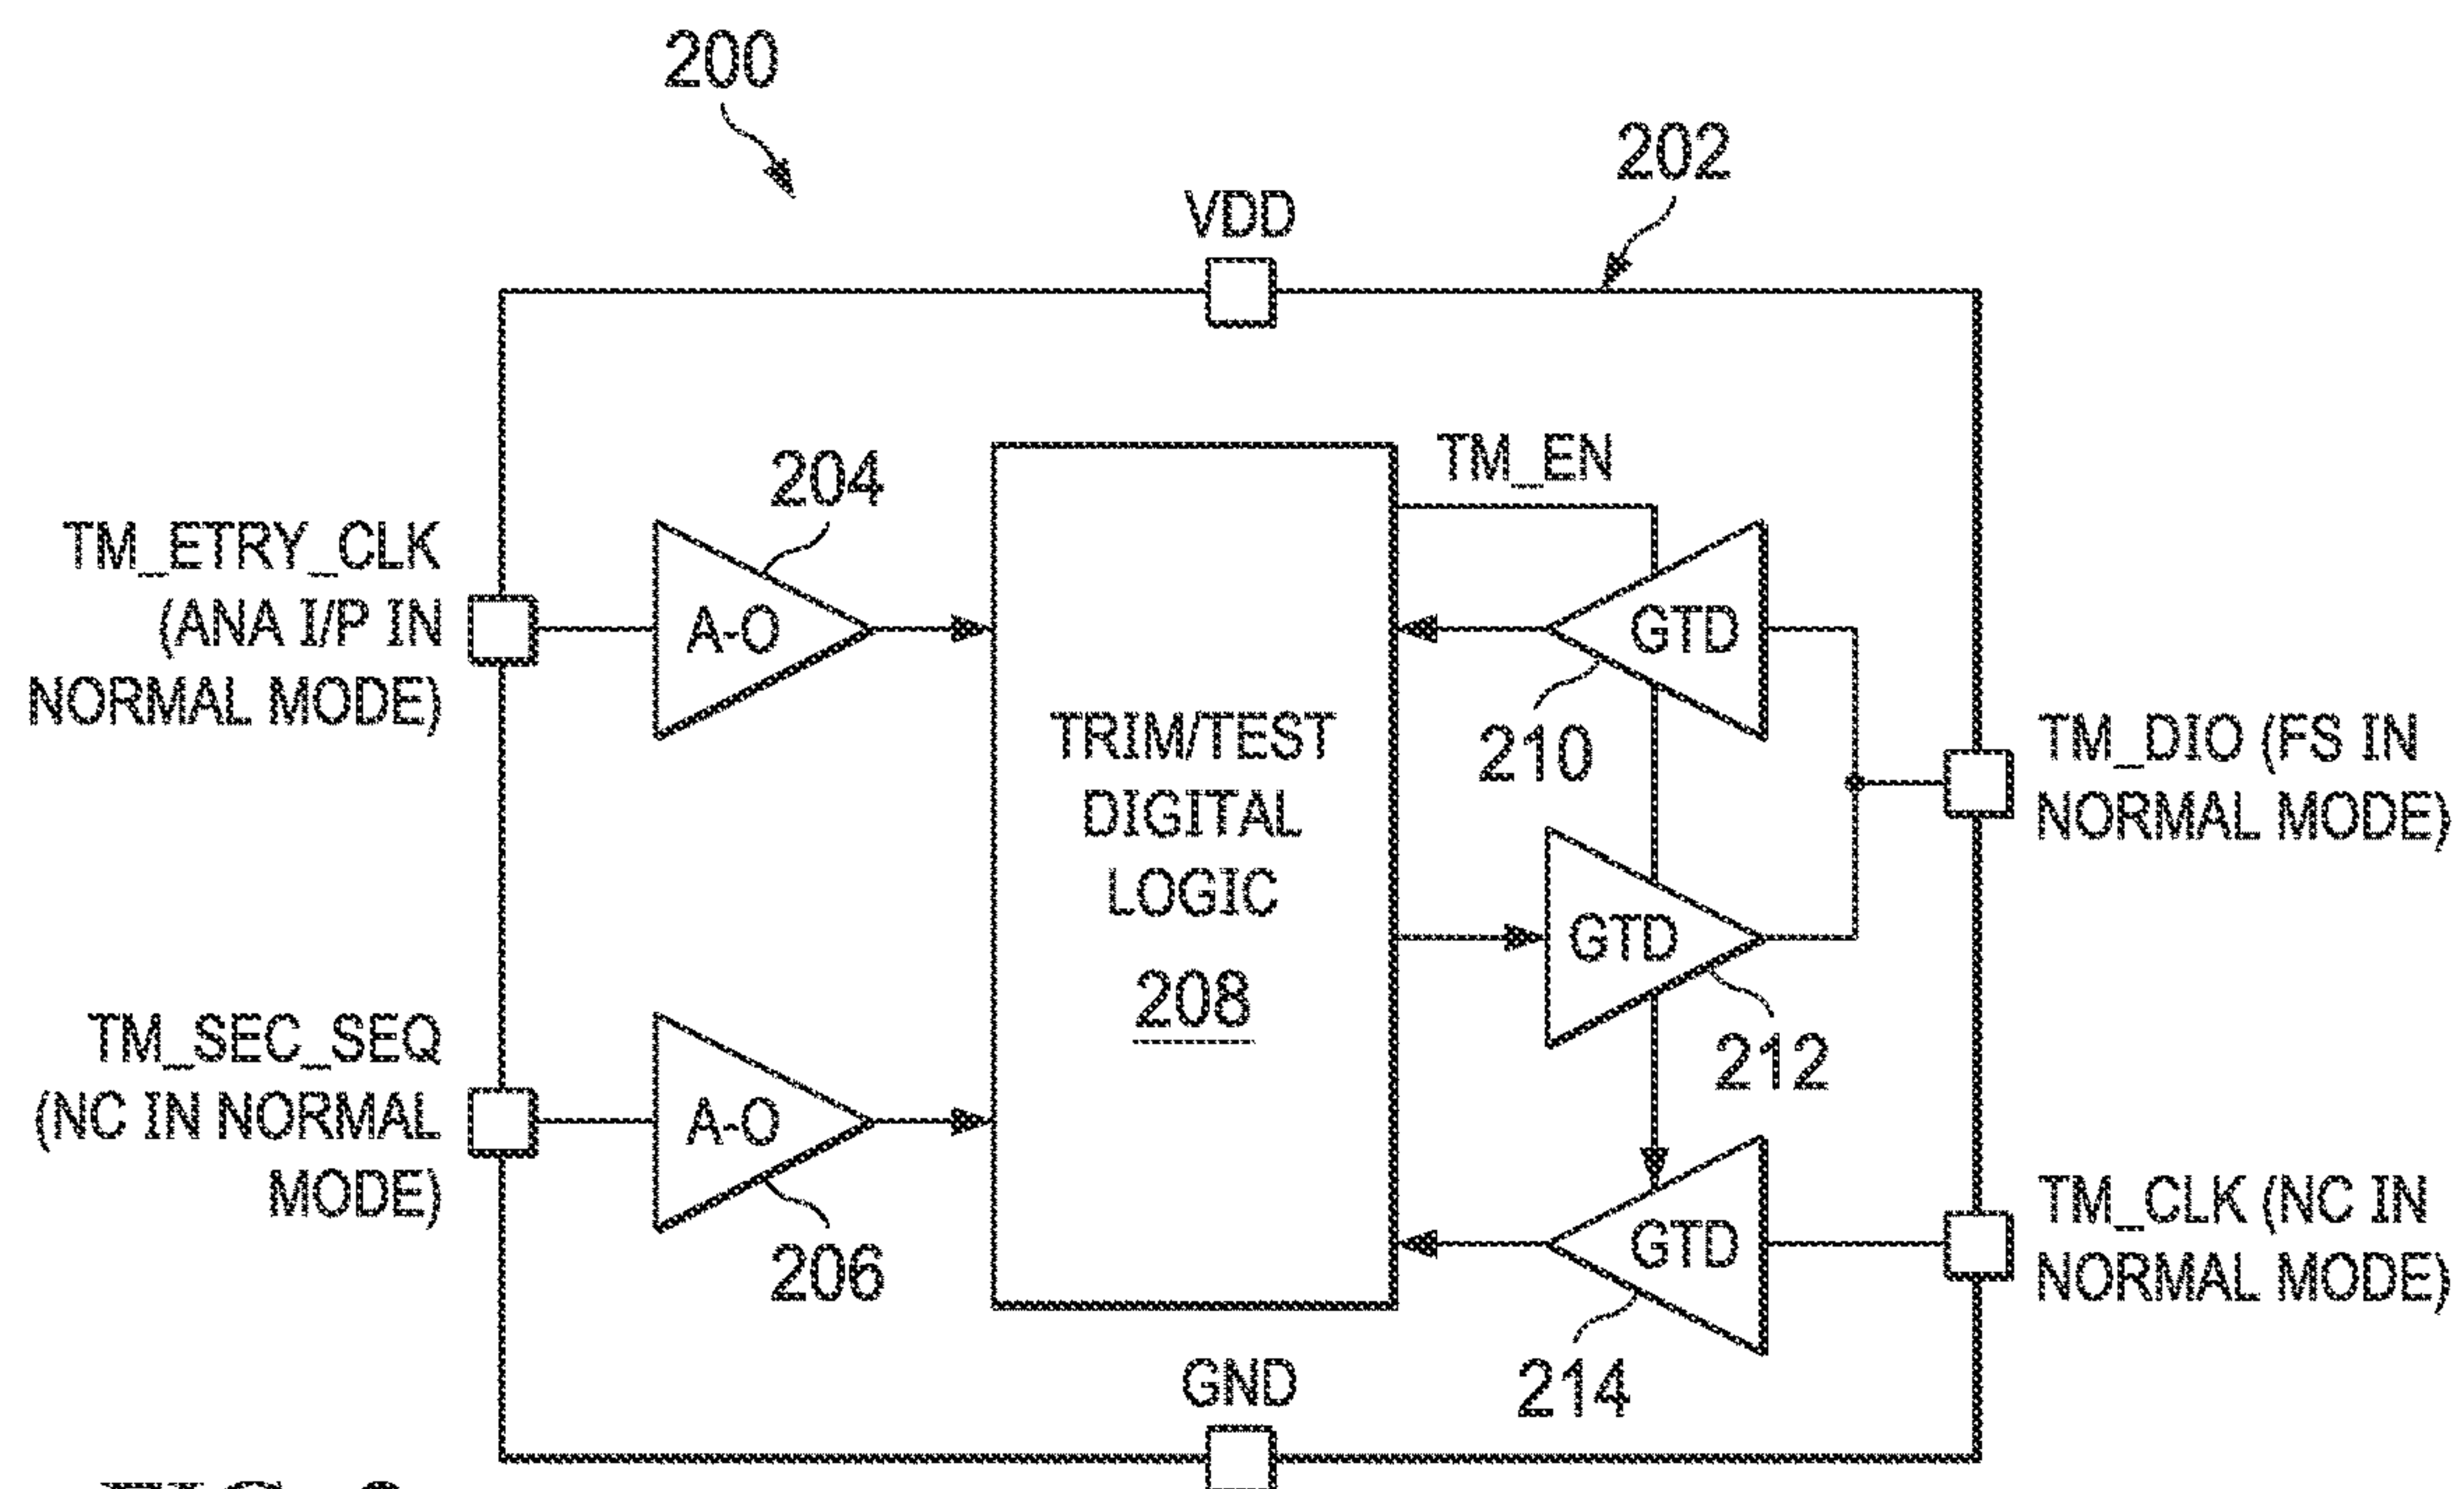 200
202
VDD
204
TM_EN
TM_ETRY_CLK
(ANA I/P IN
NORMAL MODE)
A-O
GTD
210
TRIM/TEST
DIGITAL
LOGIC
208
TM_DIO (FS IN
NORMAL MODE)
GTD
212
TM_SEC_SEQ
(NC IN NORMAL
MODE)
A-O
206
TM_CLK (NC IN
NORMAL MODE)
GTD
214
GND